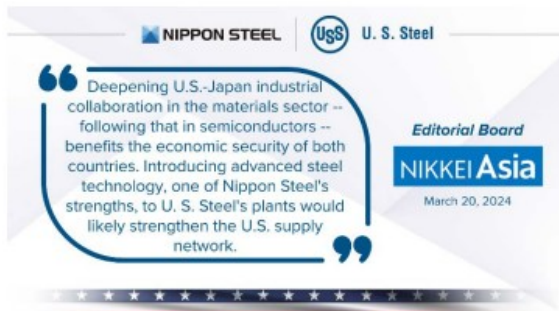 NIPPON STEEL
USS
U. S. Steel
Deepening U.S.-Japan industrial
collaboration in the materials sector --
following that in semiconductors --
benefits the economic security of both
countries. Introducing advanced steel
technology, one of Nippon Steel's
strengths, to U. S. Steel's plants would
likely strengthen the U.S. supply
network.
Editorial Board
NIKKEI Asia
March 20, 2024